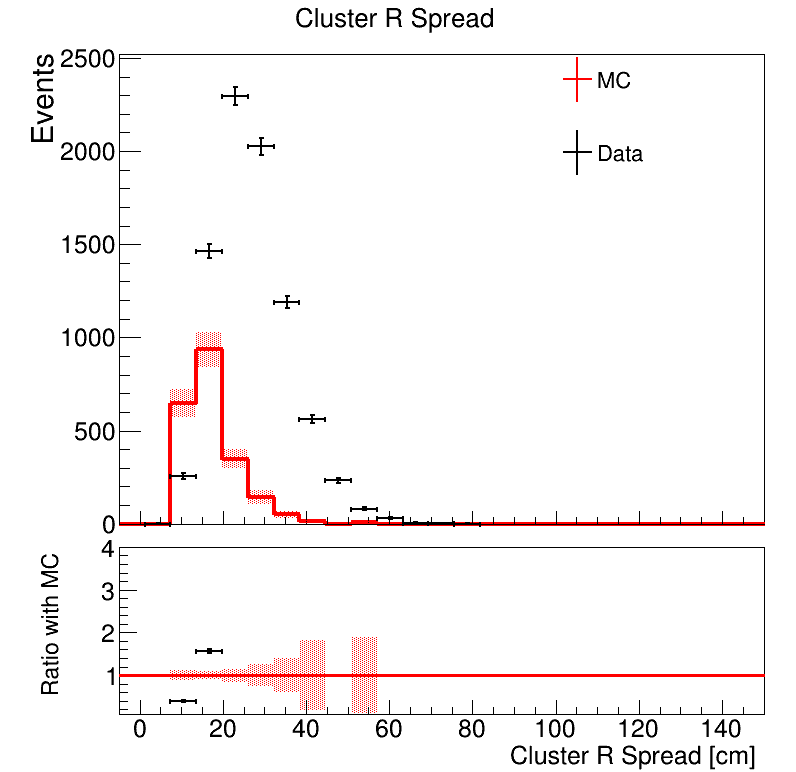 Cluster R Spread
Events
2500
2000
1500
1000
500
0
MC
Data
Ratio with MC
4
3
2
1
0 20 40 60 80 100 120 140
Cluster R Spread [cm]